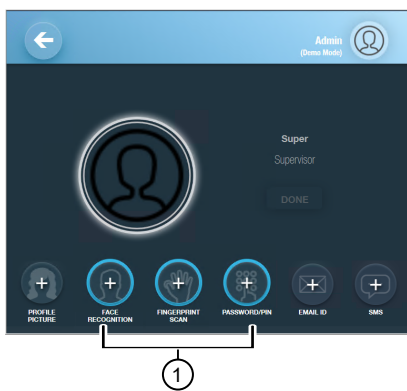 Admin
(Demo Mode)
Super
Supervisor
DONE
PROFILE
PICTURE
FACE
RECOGNITION
FINGERPRINT
SCAN
PASSWORD/PIN
EMAIL ID
SMS
1